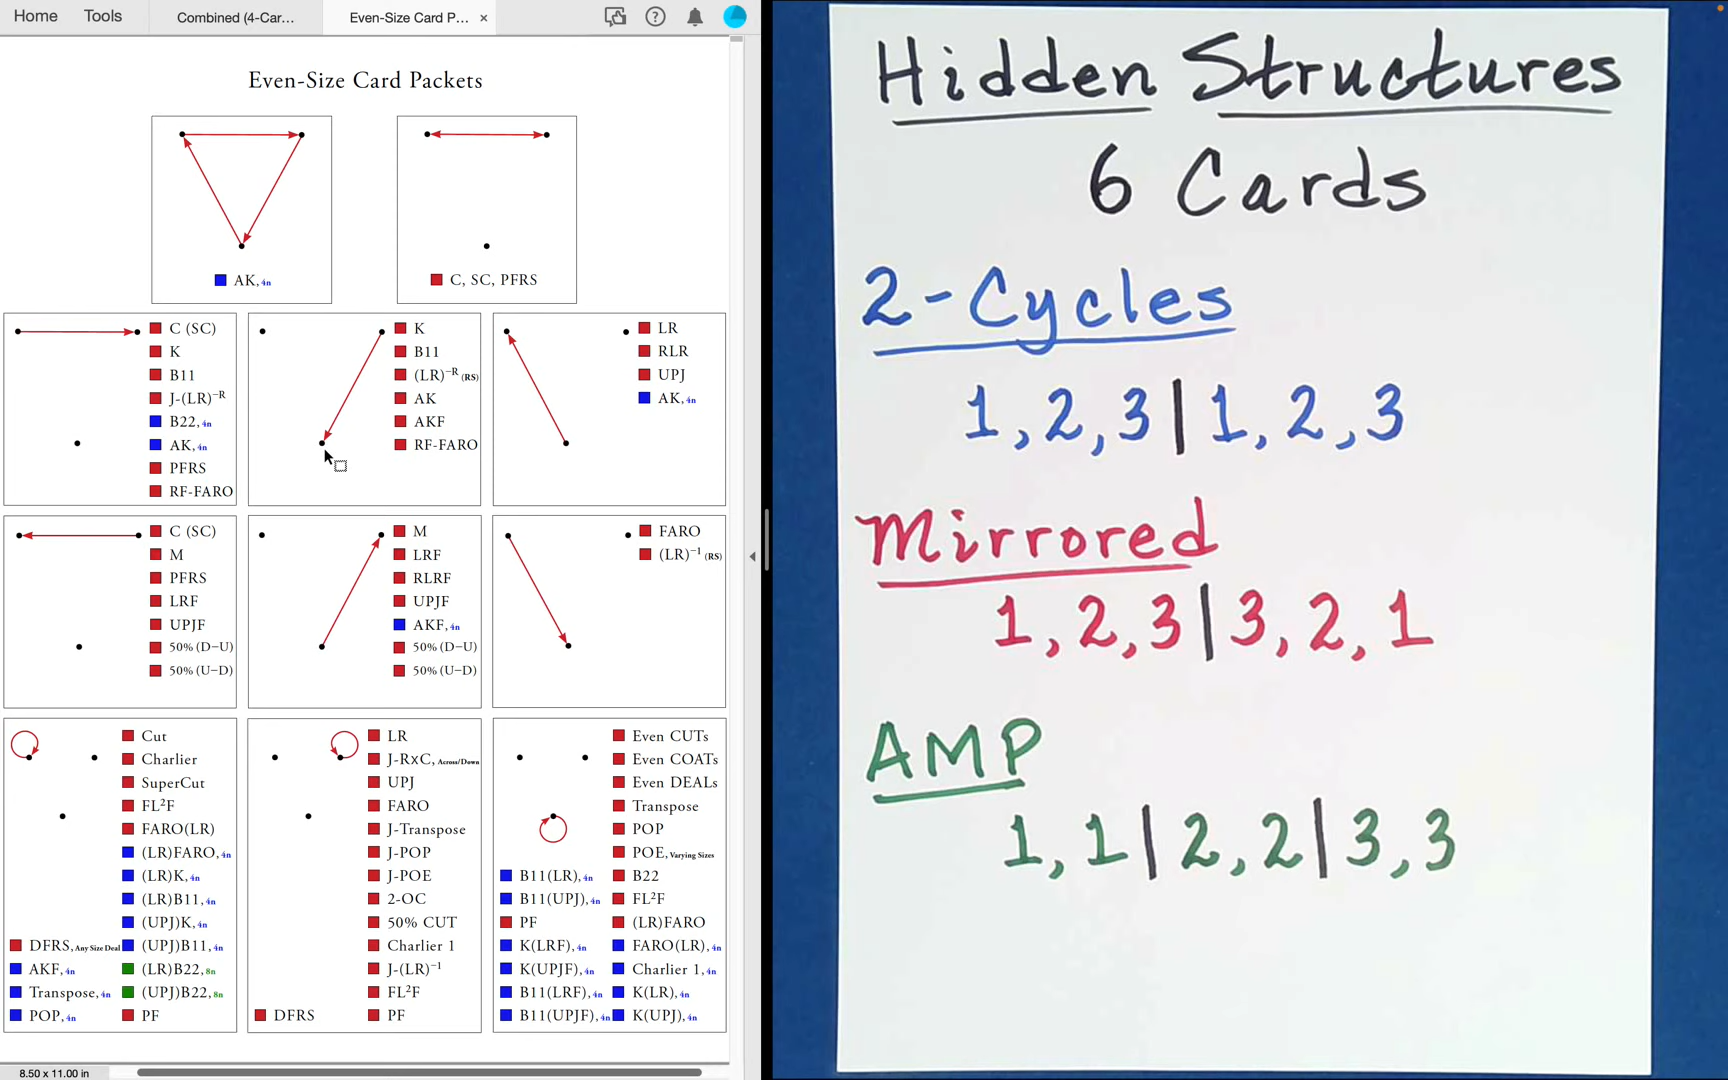 Home
Tools
Combined (4-Car...
Even-Size Card P...
Even-Size Card Packets
AK, 4n
C, SC, PFRS
C (SC)
K
B11
J-(LR)⁻ᴿ
B22, 4n
AK, 4n
PFRS
RF-FARO
K
B11
(LR)⁻ᴿ (RS)
AK
AKF
RF-FARO
LR
RLR
UPJ
AK, 4n
C (SC)
M
PFRS
LRF
UPJF
50% (D–U)
50% (U–D)
M
LRF
RLRF
UPJF
AKF, 4n
50% (D–U)
50% (U–D)
FARO
(LR)⁻¹ (RS)
Cut
Charlier
SuperCut
FL²F
FARO(LR)
(LR)FARO, 4n
(LR)K, 4n
(LR)B11, 4n
(UPJ)K, 4n
DFRS, Any Size Deal
(UPJ)B11, 4n
AKF, 4n
(LR)B22, 8n
Transpose, 4n
(UPJ)B22, 8n
POP, 4n
PF
LR
J-RxC, Across/Down
UPJ
FARO
J-Transpose
J-POP
J-POE
2-OC
50% CUT
Charlier 1
J-(LR)⁻¹
FL²F
DFRS
PF
Even CUTs
Even COATs
Even DEALs
Transpose
POP
POE, Varying Sizes
B11(LR), 4n
B22
B11(UPJ), 4n
FL²F
PF
(LR)FARO
K(LRF), 4n
FARO(LR), 4n
K(UPJF), 4n
Charlier 1, 4n
B11(LRF), 4n
K(LR), 4n
B11(UPJF), 4n
K(UPJ), 4n
8.50 x 11.00 in
Hidden Structures
6 Cards
2-Cycles
1, 2, 3 | 1, 2, 3
Mirrored
1, 2, 3 | 3, 2, 1
AMP
1, 1 | 2, 2 | 3, 3